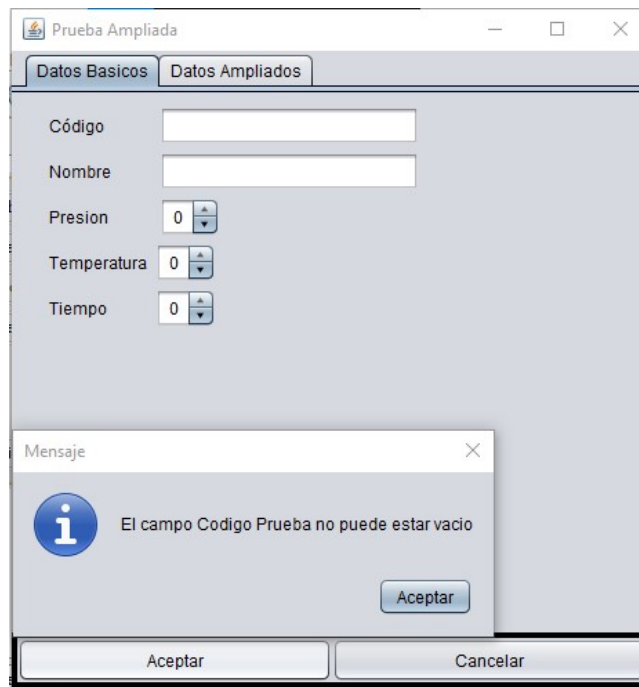 Prueba Ampliada
Datos Basicos Datos Ampliados
Código
Nombre
Presion 0
Temperatura 0
Tiempo 0
Mensaje
El campo Codigo Prueba no puede estar vacio
Aceptar
Aceptar Cancelar